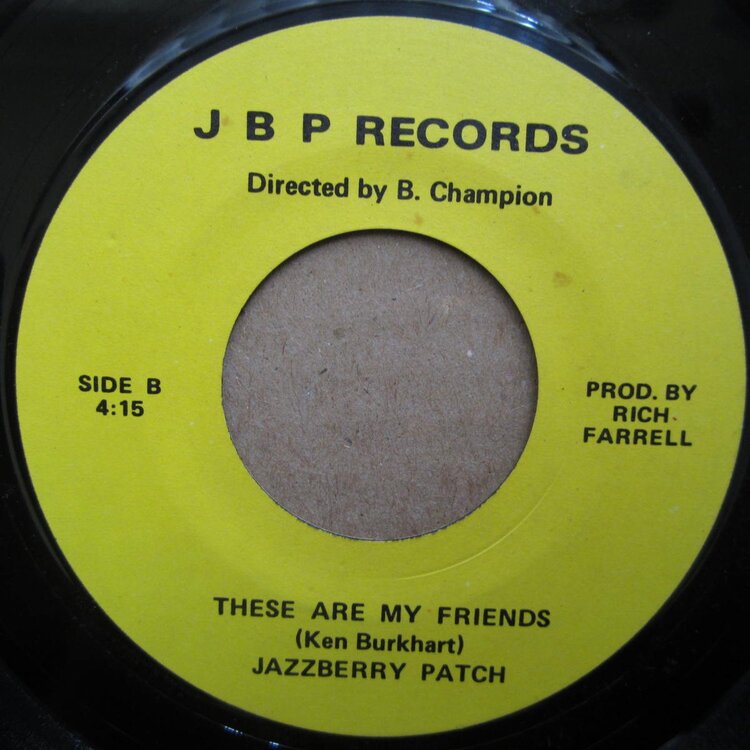 J B P RECORDS
Directed by B. Champion
SIDE B
4:15
PROD. BY
RICH
FARRELL
THESE ARE MY FRIENDS
(Ken Burkhart)
JAZZBERRY PATCH